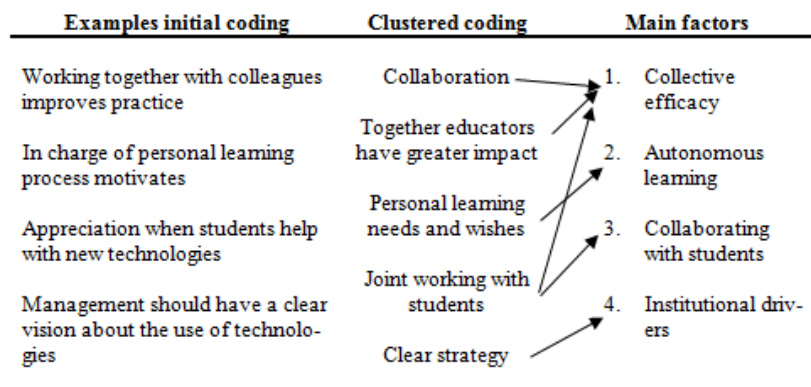 Examples initial coding
Clustered coding
Main factors
Working together with colleagues
improves practice
In charge of personal learning
process motivates
Appreciation when students help
with new technologies
Management should have a clear
vision about the use of technolo-
gies
Collaboration
Together educators
have greater impact
Personal learning
needs and wishes
Joint working with
students
Clear strategy
1. Collective
efficacy
2. Autonomous
learning
3. Collaborating
with students
4. Institutional driv-
ers